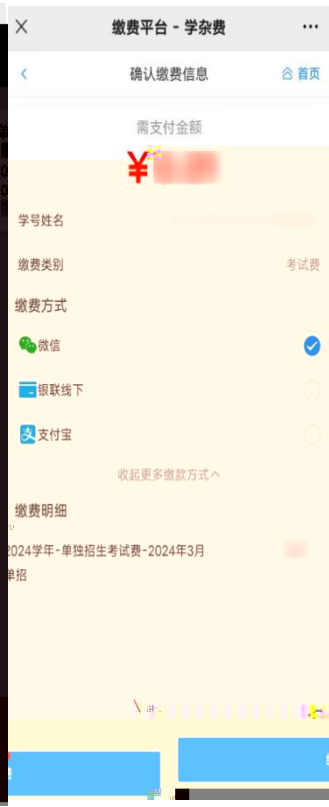 缴费平台 - 学杂费
确认缴费信息
首页
需支付金额
¥
学号姓名
缴费类别
考试费
缴费方式
微信
银联线下
支付宝
收起更多缴款方式
缴费明细
2024学年-单独招生考试费-2024年3月
单招